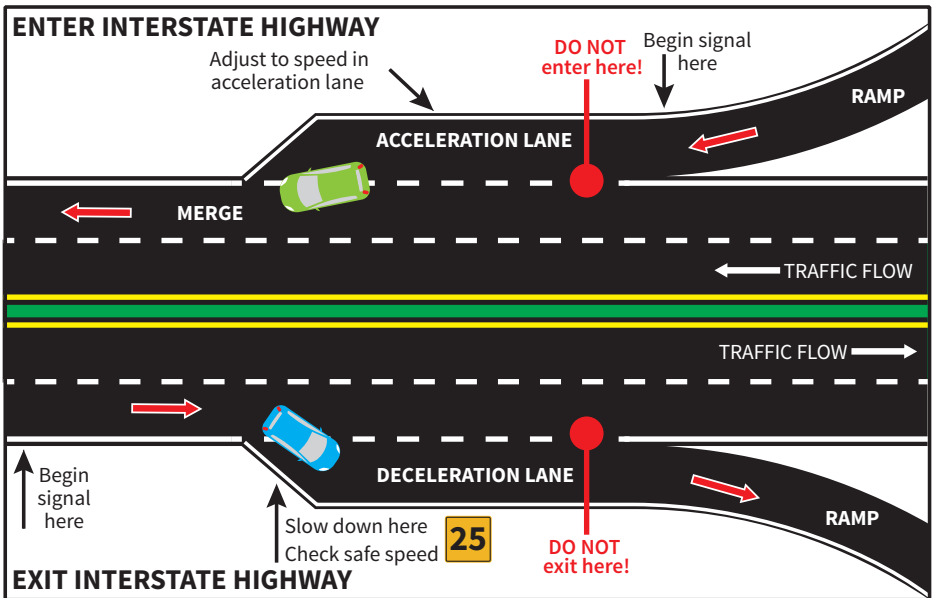 ENTER INTERSTATE HIGHWAY
Adjust to speed in
acceleration lane
DO NOT
enter here!
Begin signal
here
RAMP
ACCELERATION LANE
MERGE
TRAFFIC FLOW
TRAFFIC FLOW
DECELERATION LANE
Begin
signal
here
Slow down here
Check safe speed
25
DO NOT
exit here!
RAMP
EXIT INTERSTATE HIGHWAY